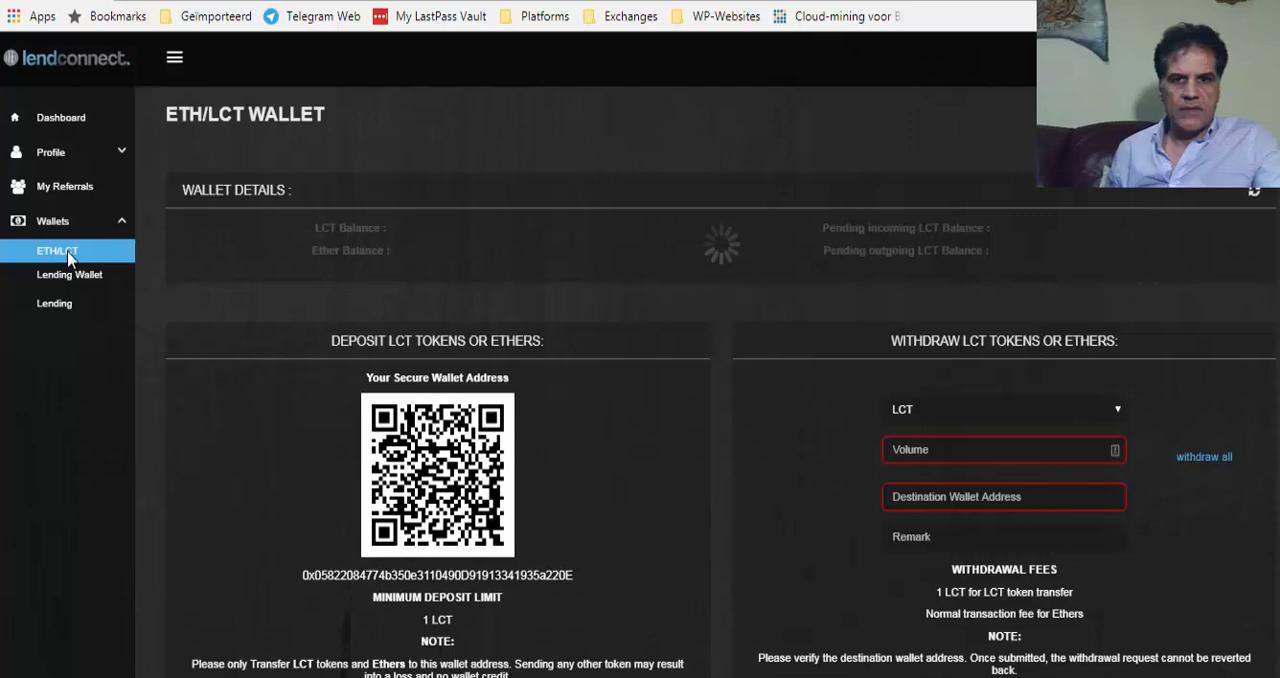 Apps Bookmarks Geïmporteerd Telegram Web My LastPass Vault Platforms Exchanges WP-Websites Cloud-mining voor
lendconnect.
Dashboard
Profile
My Referrals
Wallets
ETH/LCT
Lending Wallet
Lending
ETH/LCT WALLET
WALLET DETAILS :
LCT Balance :
Ether Balance :
Pending incoming LCT Balance :
Pending outgoing LCT Balance :
DEPOSIT LCT TOKENS OR ETHERS:
Your Secure Wallet Address
0x05822084774b350e3110490D91913341935a220E
MINIMUM DEPOSIT LIMIT
1 LCT
NOTE:
Please only Transfer LCT tokens and Ethers to this wallet address. Sending any other token may result
into a loss and no wallet credit.
WITHDRAW LCT TOKENS OR ETHERS:
LCT
Volume
withdraw all
Destination Wallet Address
Remark
WITHDRAWAL FEES
1 LCT for LCT token transfer
Normal transaction fee for Ethers
NOTE:
Please verify the destination wallet address. Once submitted, the withdrawal request cannot be reverted
back.